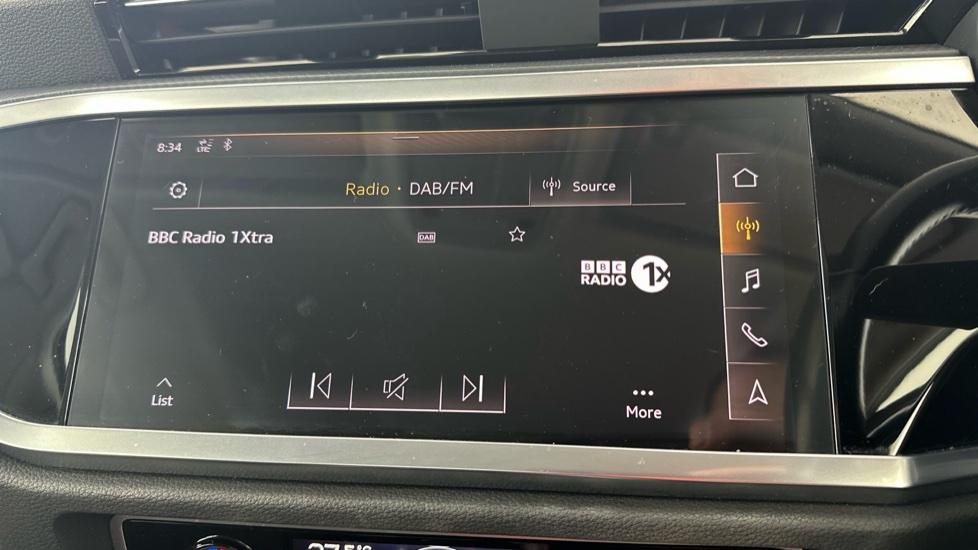 8:34 LTE
Radio · DAB/FM Source
BBC Radio 1Xtra DAB
BBC
RADIO 1X
List
More